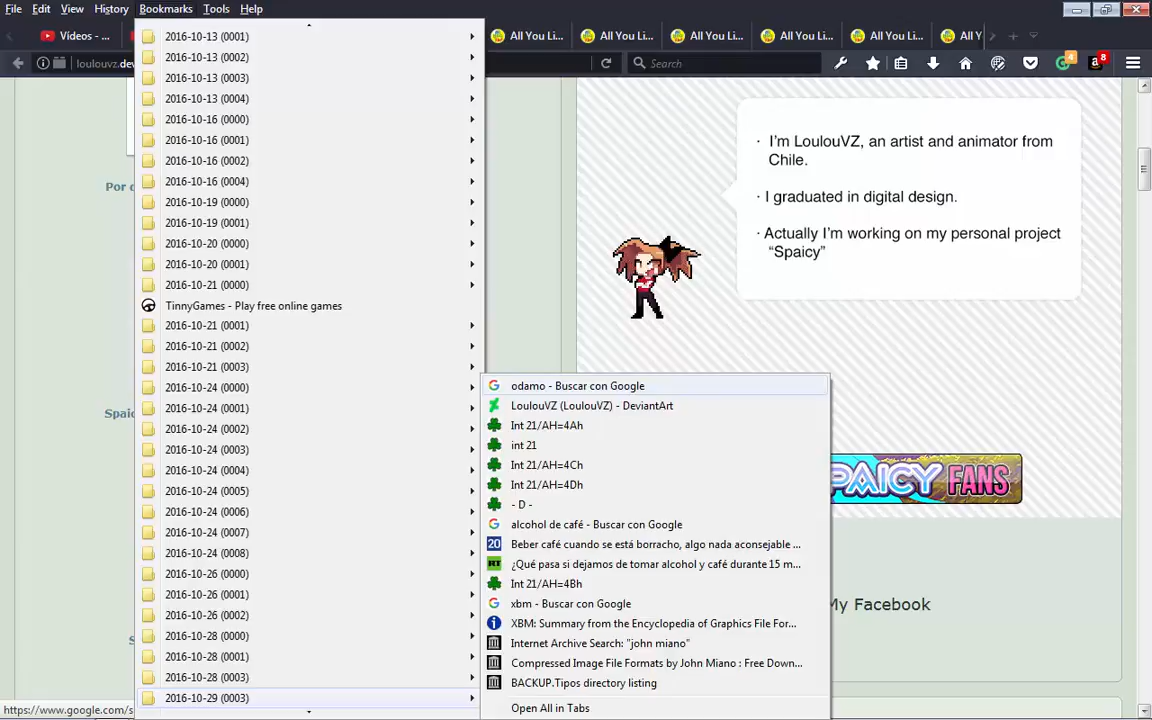 File Edit View History Bookmarks Tools Help
Vídeos - ...
All You Li...
All You Li...
All You Li...
All You Li...
All You Li...
All Y
loulouvz.dev
Search
4
8
2016-10-13 (0001)
2016-10-13 (0002)
2016-10-13 (0003)
2016-10-13 (0004)
2016-10-16 (0000)
2016-10-16 (0001)
2016-10-16 (0002)
2016-10-16 (0004)
2016-10-19 (0000)
2016-10-19 (0001)
2016-10-20 (0000)
2016-10-20 (0001)
2016-10-21 (0000)
TinnyGames - Play free online games
2016-10-21 (0001)
2016-10-21 (0002)
2016-10-21 (0003)
2016-10-24 (0000)
2016-10-24 (0001)
2016-10-24 (0002)
2016-10-24 (0003)
2016-10-24 (0004)
2016-10-24 (0005)
2016-10-24 (0006)
2016-10-24 (0007)
2016-10-24 (0008)
2016-10-26 (0000)
2016-10-26 (0001)
2016-10-26 (0002)
2016-10-28 (0000)
2016-10-28 (0001)
2016-10-28 (0003)
2016-10-29 (0003)
odamo - Buscar con Google
LoulouVZ (LoulouVZ) - DeviantArt
Int 21/AH=4Ah
int 21
Int 21/AH=4Ch
Int 21/AH=4Dh
- D -
alcohol de café - Buscar con Google
20 Beber café cuando se está borracho, algo nada aconsejable ...
RT ¿Qué pasa si dejamos de tomar alcohol y café durante 15 m...
Int 21/AH=4Bh
xbm - Buscar con Google
XBM: Summary from the Encyclopedia of Graphics File For...
Internet Archive Search: "john miano"
Compressed Image File Formats by John Miano : Free Down...
BACKUP.Tipos directory listing
Open All in Tabs
· I'm LoulouVZ, an artist and animator from
Chile.
· I graduated in digital design.
· Actually I'm working on my personal project
“Spaicy”
PAICY FANS
My Facebook
Por d
Spaic
S
https://www.google.com/s